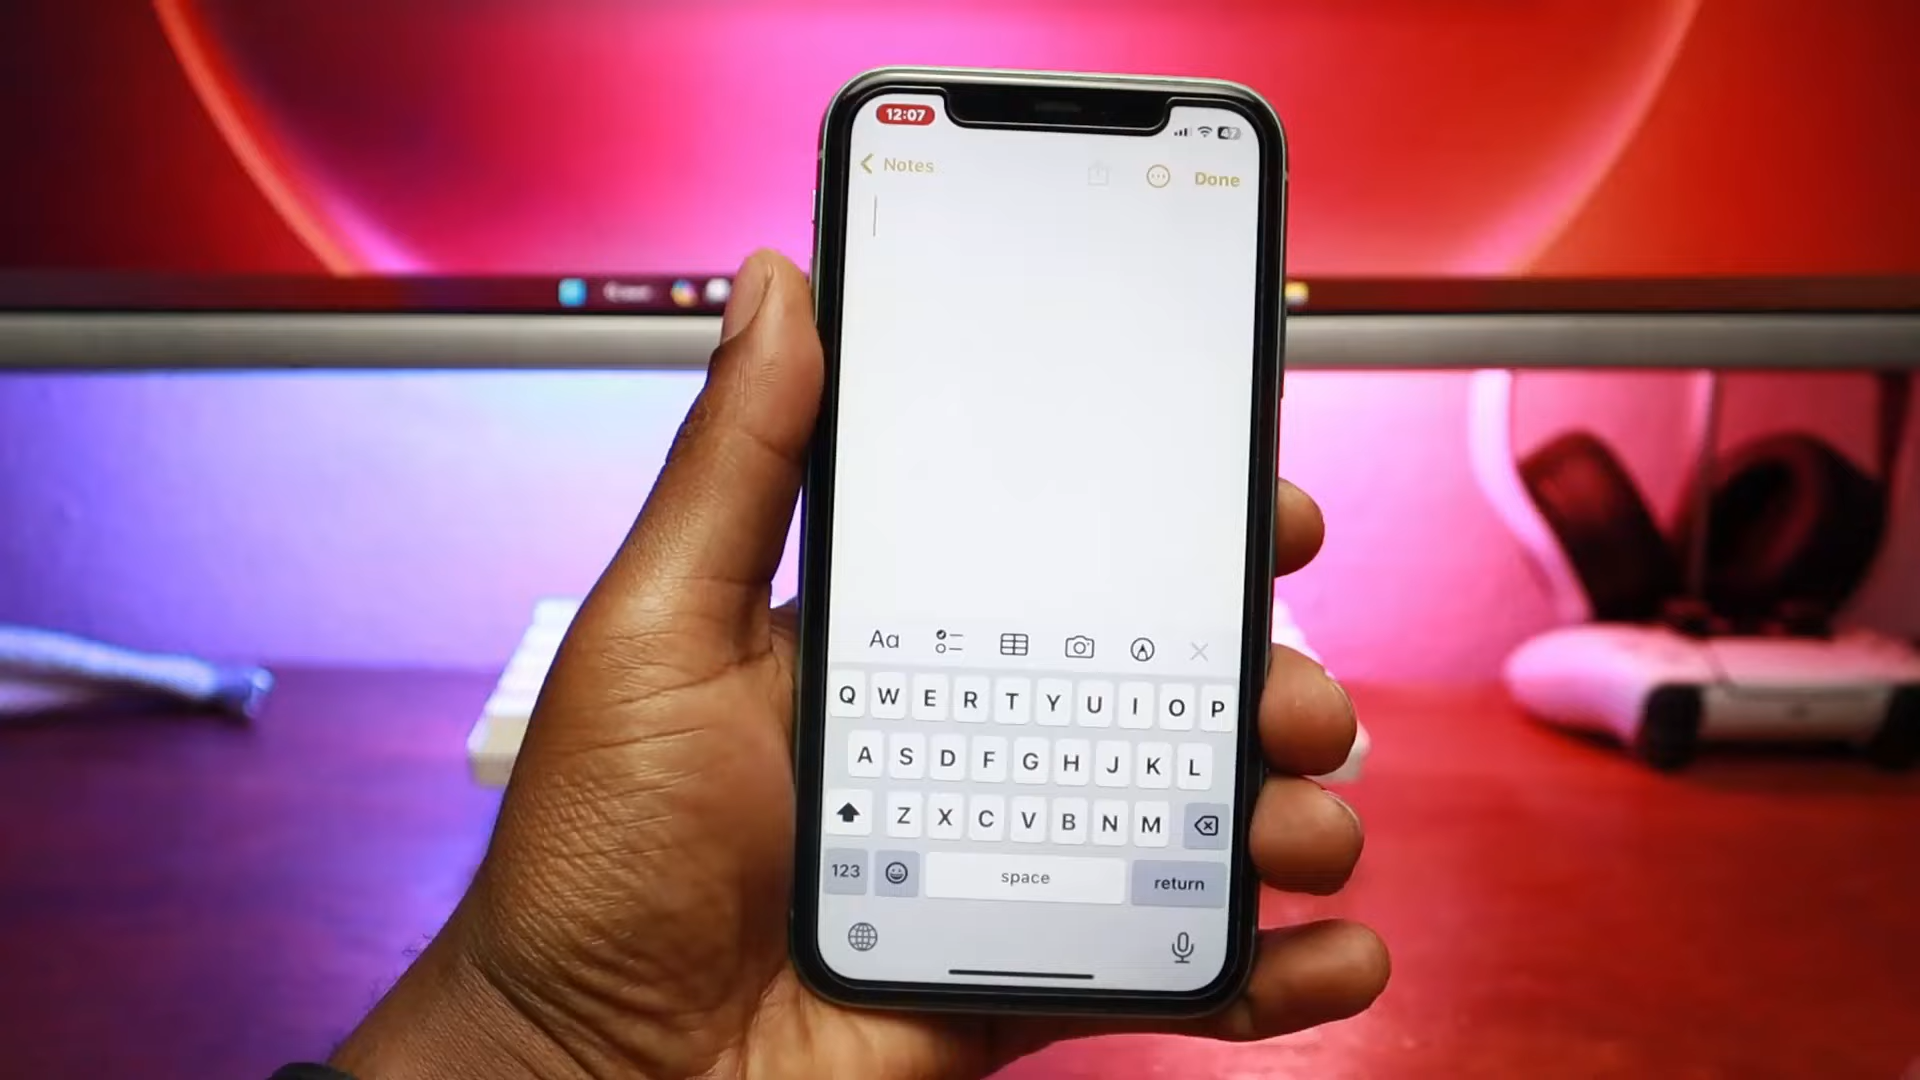 12:07
Notes
Done
Aa
Q W E R T Y U I O P
A S D F G H J K L
Z X C V B N M
123 space return